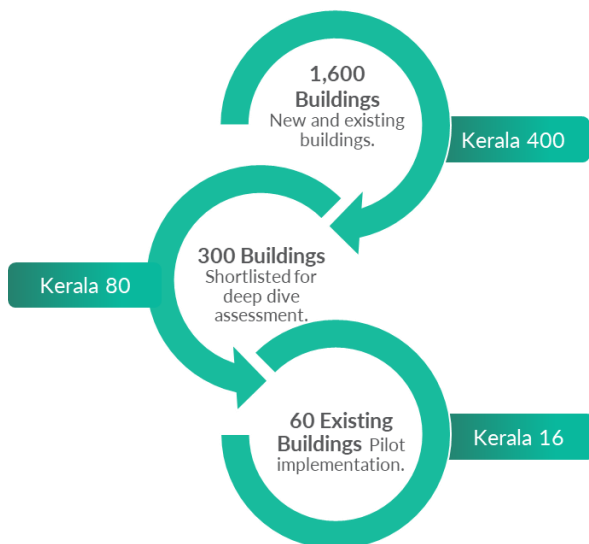 1,600
Buildings
New and existing
buildings.
Kerala 400
300 Buildings
Shortlisted for
deep dive
assessment.
Kerala 80
60 Existing
Buildings Pilot
implementation.
Kerala 16